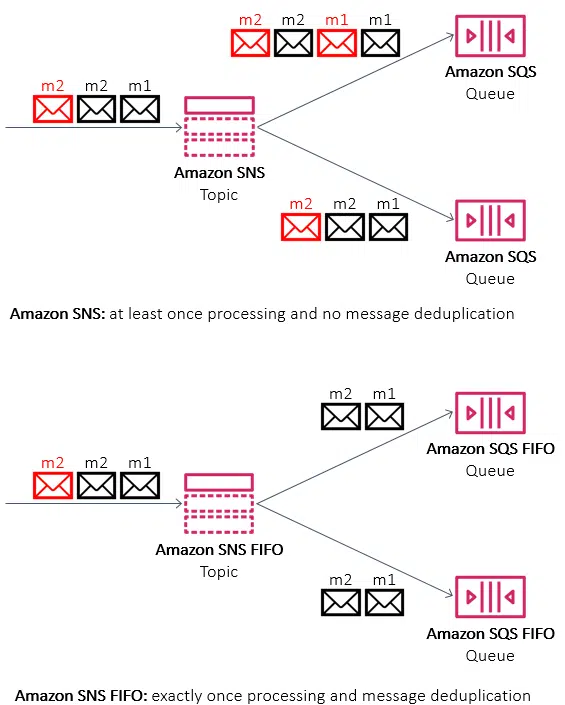 m2 m2 m1 m1
Amazon SQS
Queue
m2 m2 m1
Amazon SNS
Topic
m2 m2 m1
Amazon SQS
Queue
Amazon SNS: at least once processing and no message deduplication
m2 m1
Amazon SQS FIFO
Queue
m2 m2 m1
Amazon SNS FIFO
Topic
m2 m1
Amazon SQS FIFO
Queue
Amazon SNS FIFO: exactly once processing and message deduplication